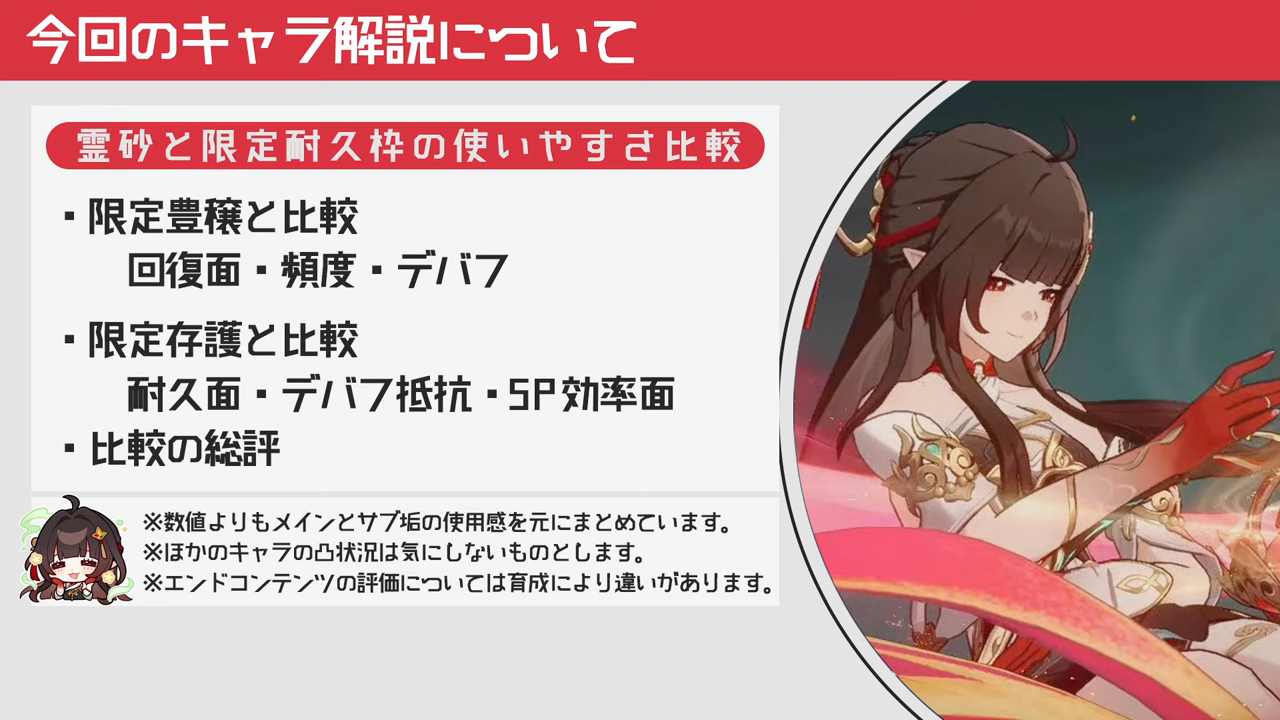 今回のキャラ解説について
霊砂と限定耐久枠の使いやすさ比較
・限定豊穣と比較
回復面・頻度・デバフ
・限定存護と比較
耐久面・デバフ抵抗・SP効率面
・比較の総評
※数値よりもメインとサブ垢の使用感を元にまとめています。
※ほかのキャラの凸状況は気にしないものとします。
※エンドコンテンツの評価については育成により違いがあります。